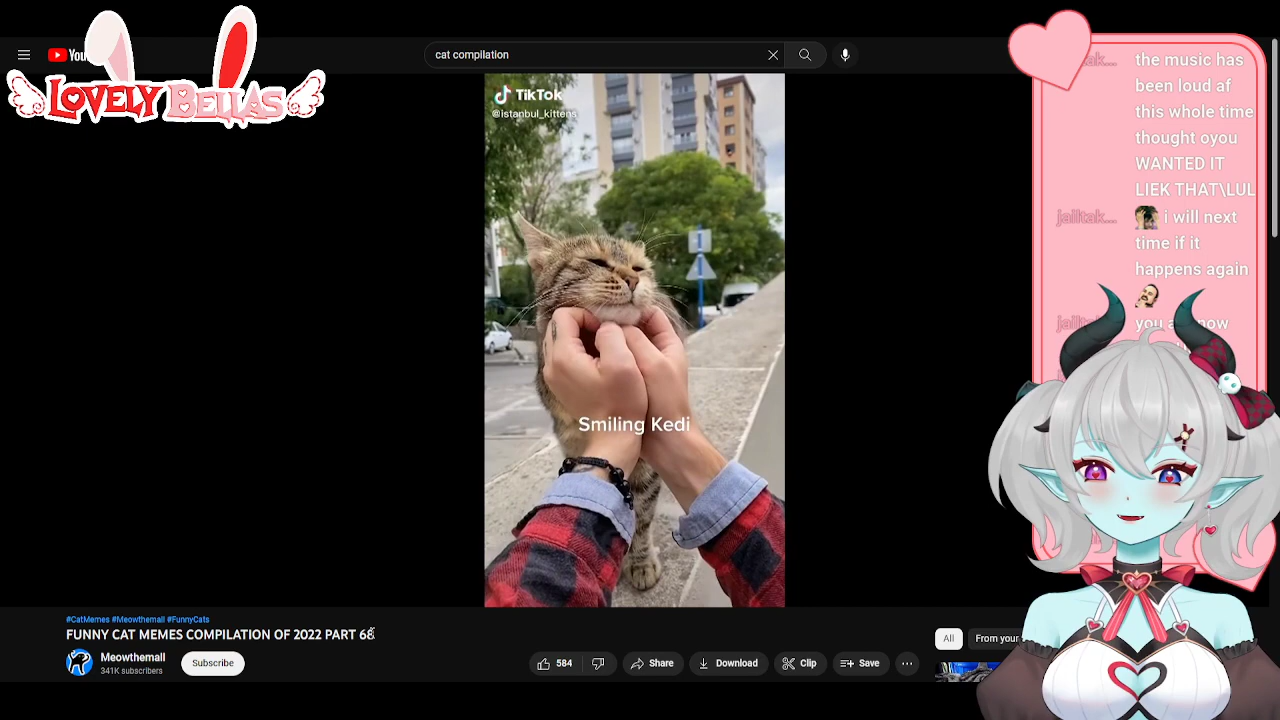 You
LOVELY BELLAS
cat compilation
TikTok
@istanbul_kittens
Smiling Kedi
the music has
been loud af
this whole time
thought oyou
WANTED IT
LIEK THAT\LUL
jailtak...
i will next
time if it
happens again
#CatMemes #Meowthemall #FunnyCats
FUNNY CAT MEMES COMPILATION OF 2022 PART 68
Meowthemall
341K subscribers
Subscribe
584
Share
Download
Clip
Save
All
From your